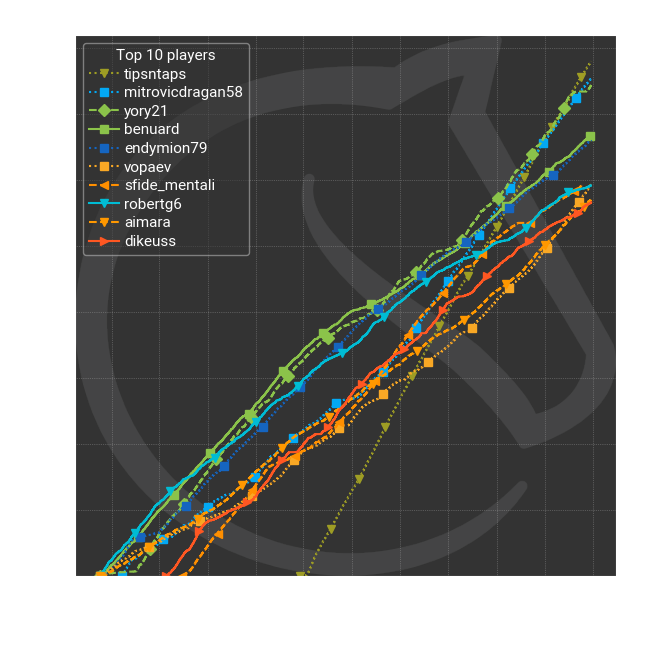 Top 10 players
tipsntaps
mitrovicdragan58
yory21
benuard
endymion79
vopaev
sfide_mentali
robertg6
aimara
dikeuss